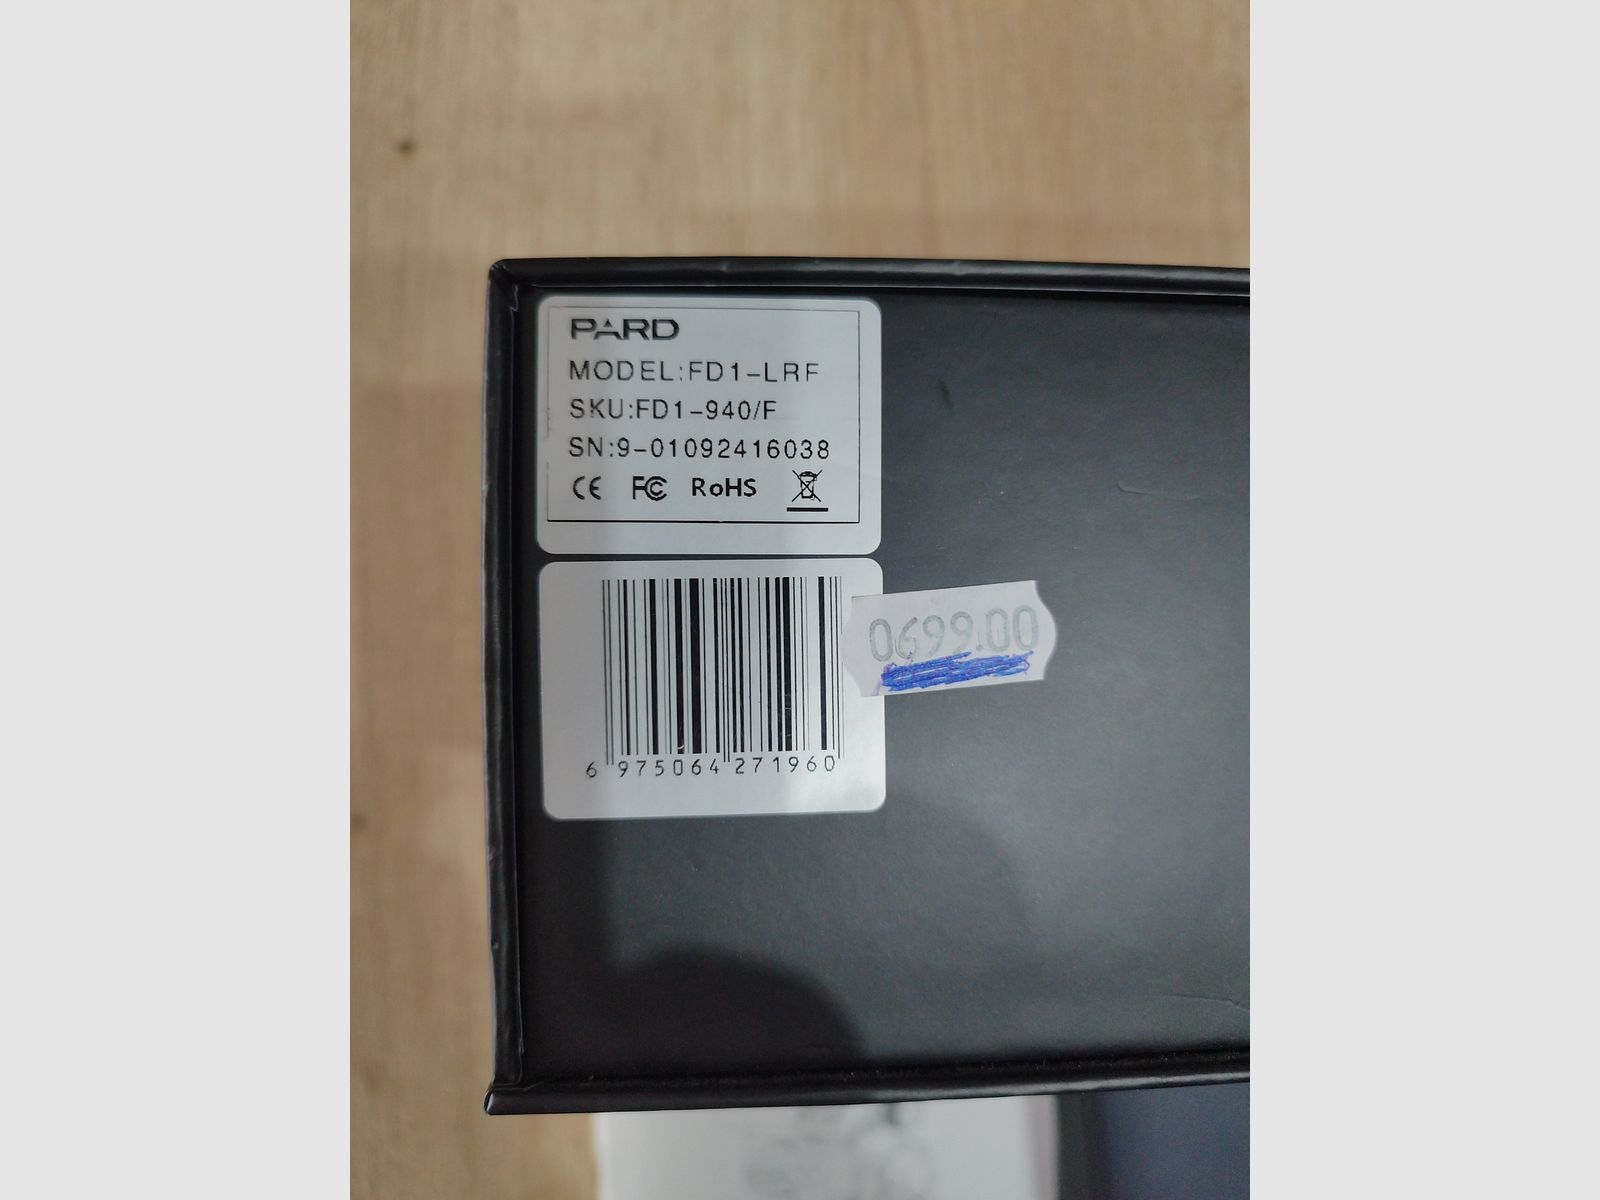 PARD
MODEL:FD1-LRF
SKU:FD1-940/F
SN:9-01092416038
CE FC RoHS
6 975064 271960
0699.00